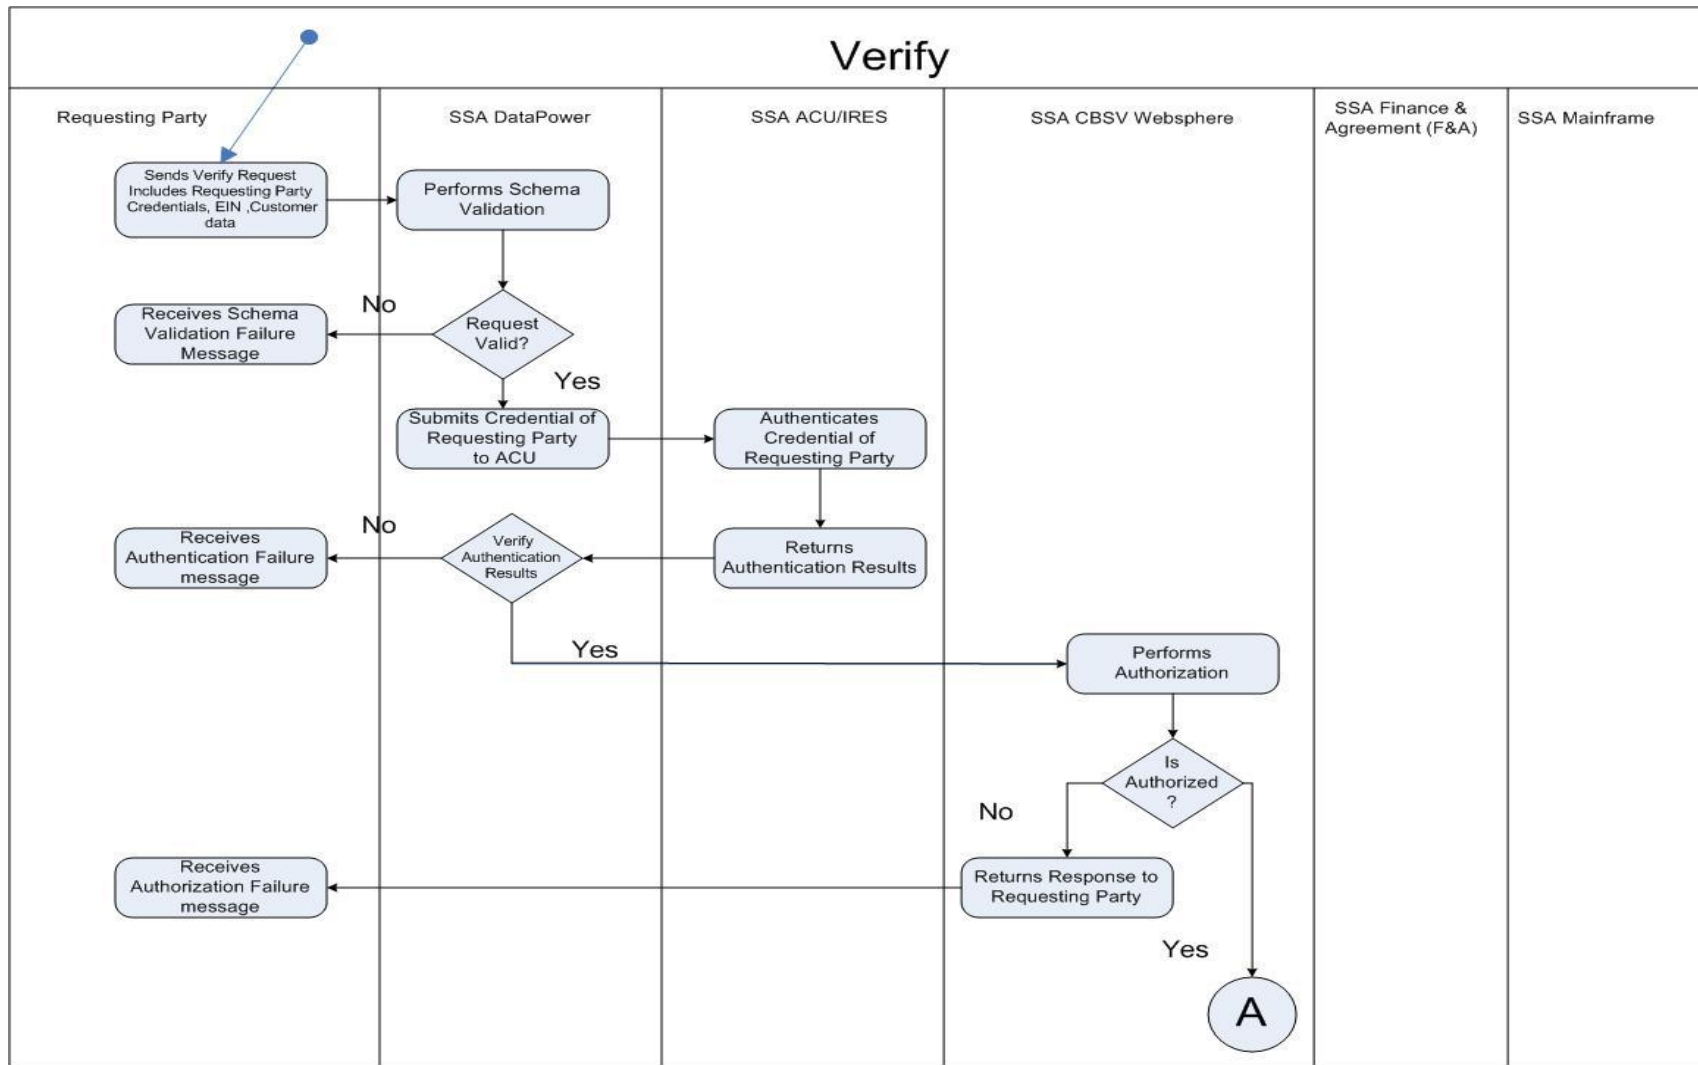 Verify
Requesting Party
SSA DataPower
SSA ACU/IRES
SSA CBSV Websphere
SSA Finance &
Agreement (F&A)
SSA Mainframe
Sends Verify Request
Includes Requesting Party
Credentials, EIN ,Customer
data
Performs Schema
Validation
No
Receives Schema
Validation Failure
Message
Request
Valid?
Yes
Submits Credential of
Requesting Party
to ACU
Authenticates
Credential of
Requesting Party
No
Receives
Authentication Failure
message
Verify
Authentication
Results
Returns
Authentication Results
Yes
Performs
Authorization
Is
Authorized
?
No
Receives
Authorization Failure
message
Returns Response to
Requesting Party
Yes
A